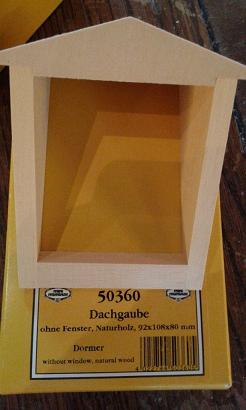 50360
Dachgaube
ohne Fenster, Naturholz, 92x108x80 mm
Dormer
without window, natural wood